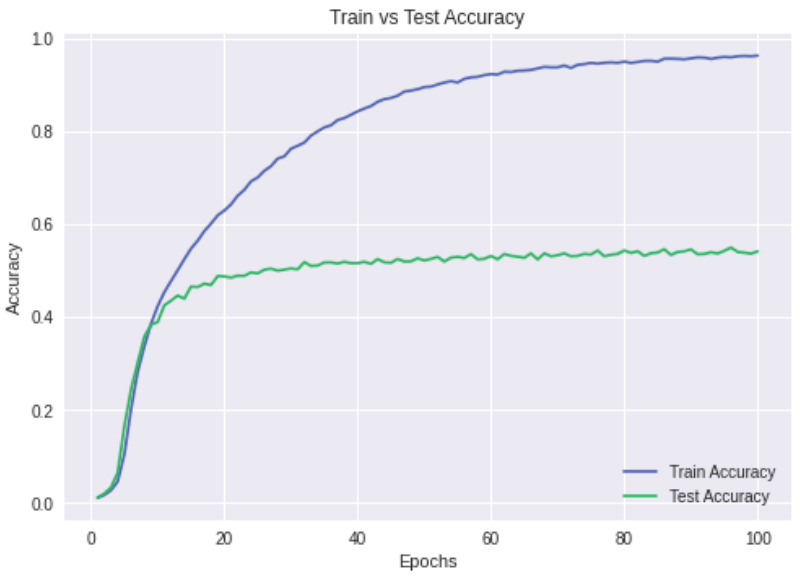 Train vs Test Accuracy
1.0
0.8
0.6
0.4
0.2
0.0
Accuracy
Train Accuracy
Test Accuracy
0 20 40 60 80 100
Epochs